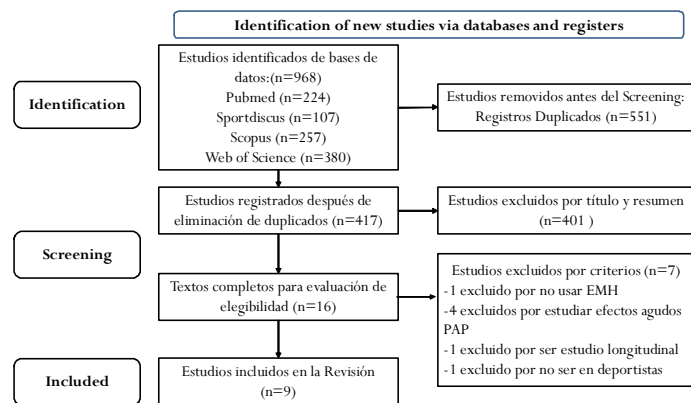 Identification of new studies via databases and registers
Identification
Estudios identificados de bases de
datos:(n=968)
Pubmed (n=224)
Sportdiscus (n=107)
Scopus (n=257)
Web of Science (n=380)
Estudios removidos antes del Screening:
Registros Duplicados (n=551)
Screening
Estudios registrados después de
eliminación de duplicados (n=417)
Estudios excluidos por título y resumen
(n=401 )
Textos completos para evaluación de
elegibilidad (n=16)
Estudios excluidos por criterios (n=7)
-1 excluido por no usar EMH
-4 excluidos por estudiar efectos agudos
PAP
-1 excluido por ser estudio longitudinal
-1 excluido por no ser en deportistas
Included
Estudios incluidos en la Revisión
(n=9)